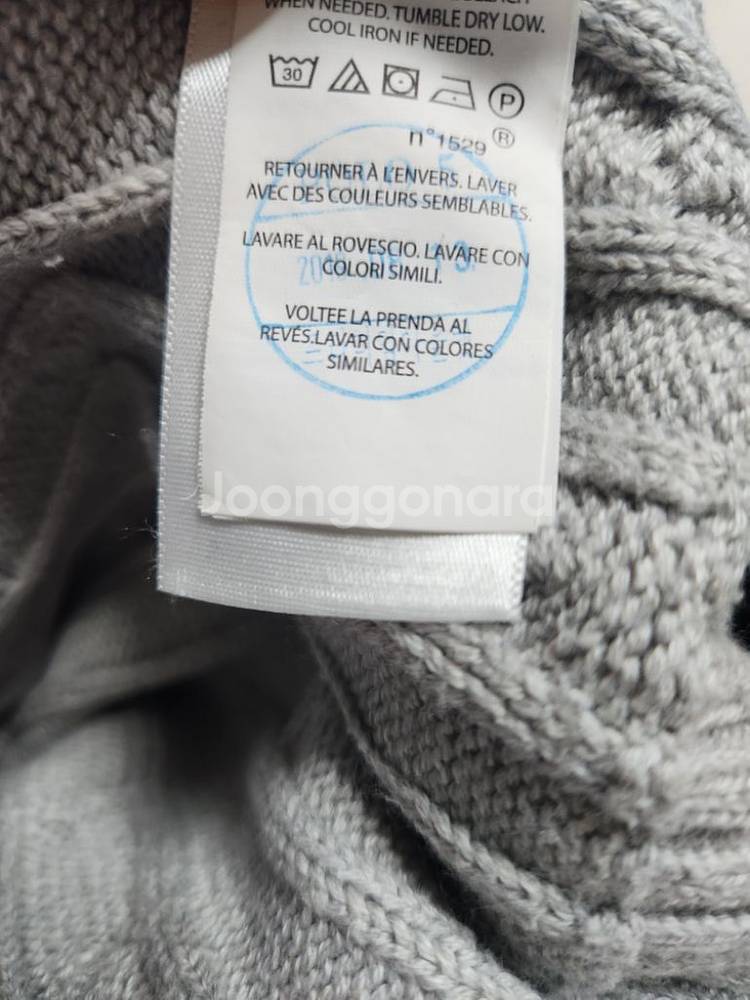 WHEN NEEDED. TUMBLE DRY LOW.
COOL IRON IF NEEDED.
30
P
n°1529 ®
RETOURNER À L'ENVERS. LAVER
AVEC DES COULEURS SEMBLABLES.
LAVARE AL ROVESCIO. LAVARE CON
COLORI SIMILI.
VOLTEE LA PRENDA AL
REVÉS.LAVAR CON COLORES
SIMILARES.
Joonggonara